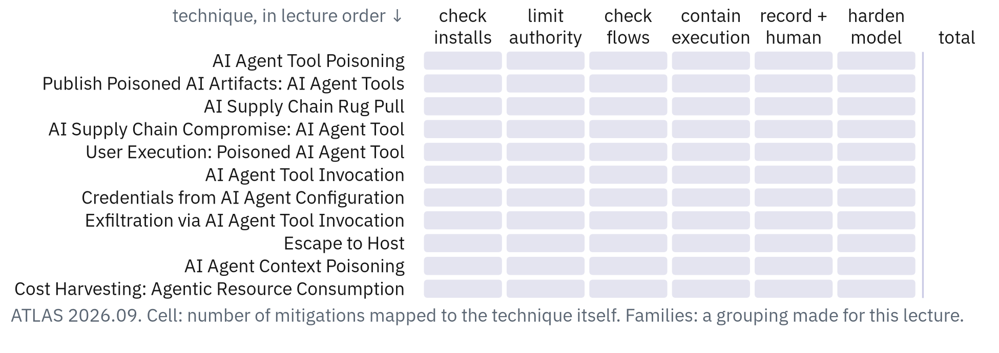 technique, in lecture order ↓
check installs
limit authority
check flows
contain execution
record + human
harden model
total
AI Agent Tool Poisoning
Publish Poisoned AI Artifacts: AI Agent Tools
AI Supply Chain Rug Pull
AI Supply Chain Compromise: AI Agent Tool
User Execution: Poisoned AI Agent Tool
AI Agent Tool Invocation
Credentials from AI Agent Configuration
Exfiltration via AI Agent Tool Invocation
Escape to Host
AI Agent Context Poisoning
Cost Harvesting: Agentic Resource Consumption
ATLAS 2026.09. Cell: number of mitigations mapped to the technique itself. Families: a grouping made for this lecture.